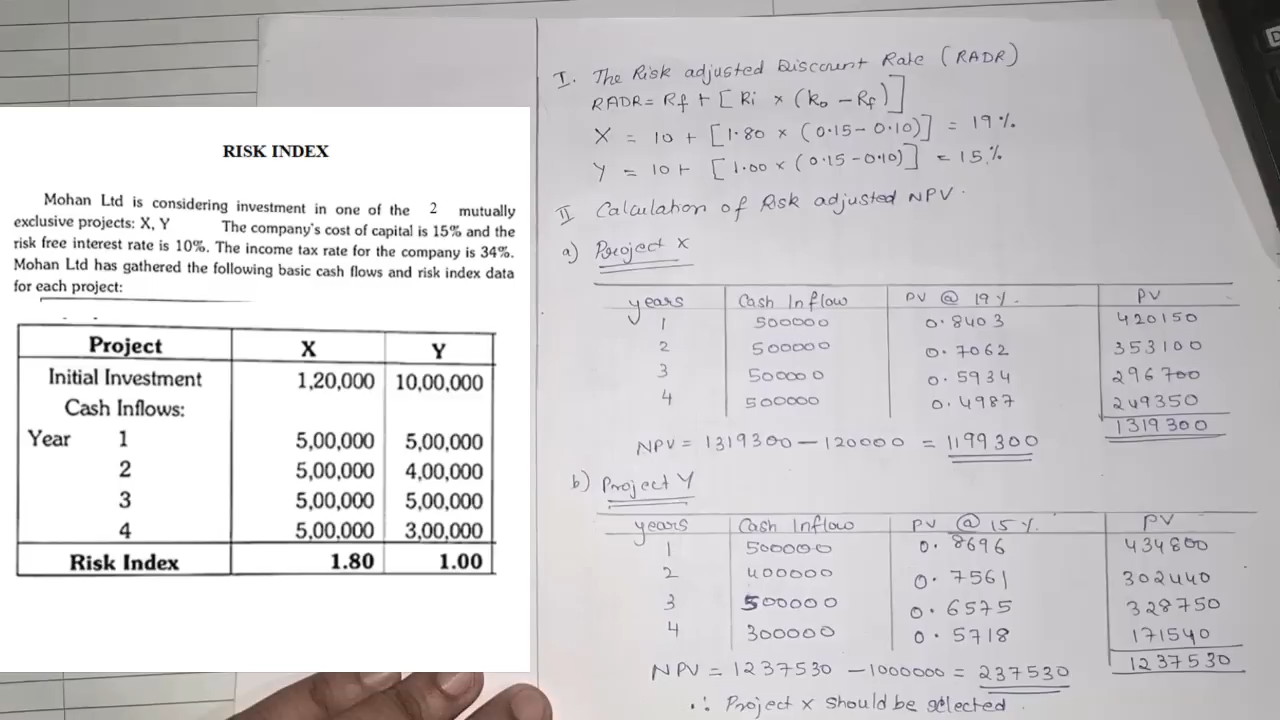 RISK INDEX
Mohan Ltd is considering investment in one of the 2 mutually
exclusive projects: X, Y The company's cost of capital is 15% and the
risk free interest rate is 10%. The income tax rate for the company is 34%.
Mohan Ltd has gathered the following basic cash flows and risk index data
for each project:
Project X Y
Initial Investment 1,20,000 10,00,000
Cash Inflows:
Year 1 5,00,000 5,00,000
2 5,00,000 4,00,000
3 5,00,000 5,00,000
4 5,00,000 3,00,000
Risk Index 1.80 1.00
I. The Risk adjusted Discount Rate (RADR)
RADR = Rf + [Ri × (ko - Rf)]
X = 10 + [1.80 × (0.15 - 0.10)] = 19%
Y = 10 + [1.00 × (0.15 - 0.10)] = 15%
II Calculation of Risk adjusted NPV.
a) Project X
years Cash Inflow PV @ 19%. PV
1 500000 0.8403 420150
2 500000 0.7062 353100
3 500000 0.5934 296700
4 500000 0.4987 249350
1319300
NPV = 1319300 - 120000 = 1199300
b) Project Y
years Cash Inflow PV @ 15%. PV
1 500000 0.8696 434800
2 400000 0.7561 302440
3 500000 0.6575 328750
4 300000 0.5718 171540
1237530
NPV = 1237530 - 1000000 = 237530
∴ Project x should be selected.